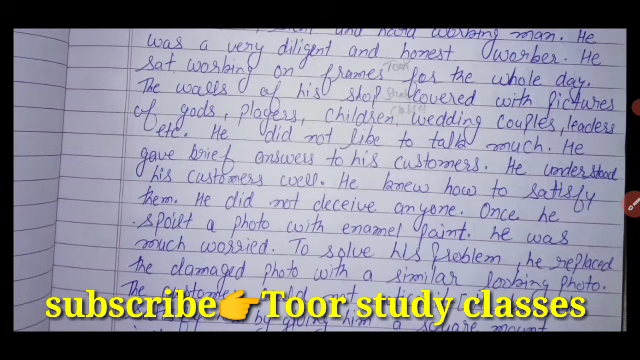 silent and hard working man. He
was a very diligent and honest worker. He
sat working on frames for the whole day.
The walls of his shop covered with pictures
of gods, players, children, wedding couples, leaders
etc. He did not like to talk much. He
gave brief answers to his customers. He understood
his customers well. He knew how to satisfy
them. He did not deceive anyone. Once he
spoilt a photo with enamel paint. he was
much worried. To solve his problem, he replaced
the damaged photo with a similar looking photo.
The customer
by giving him a square mount
subscribe👉Toor study classes